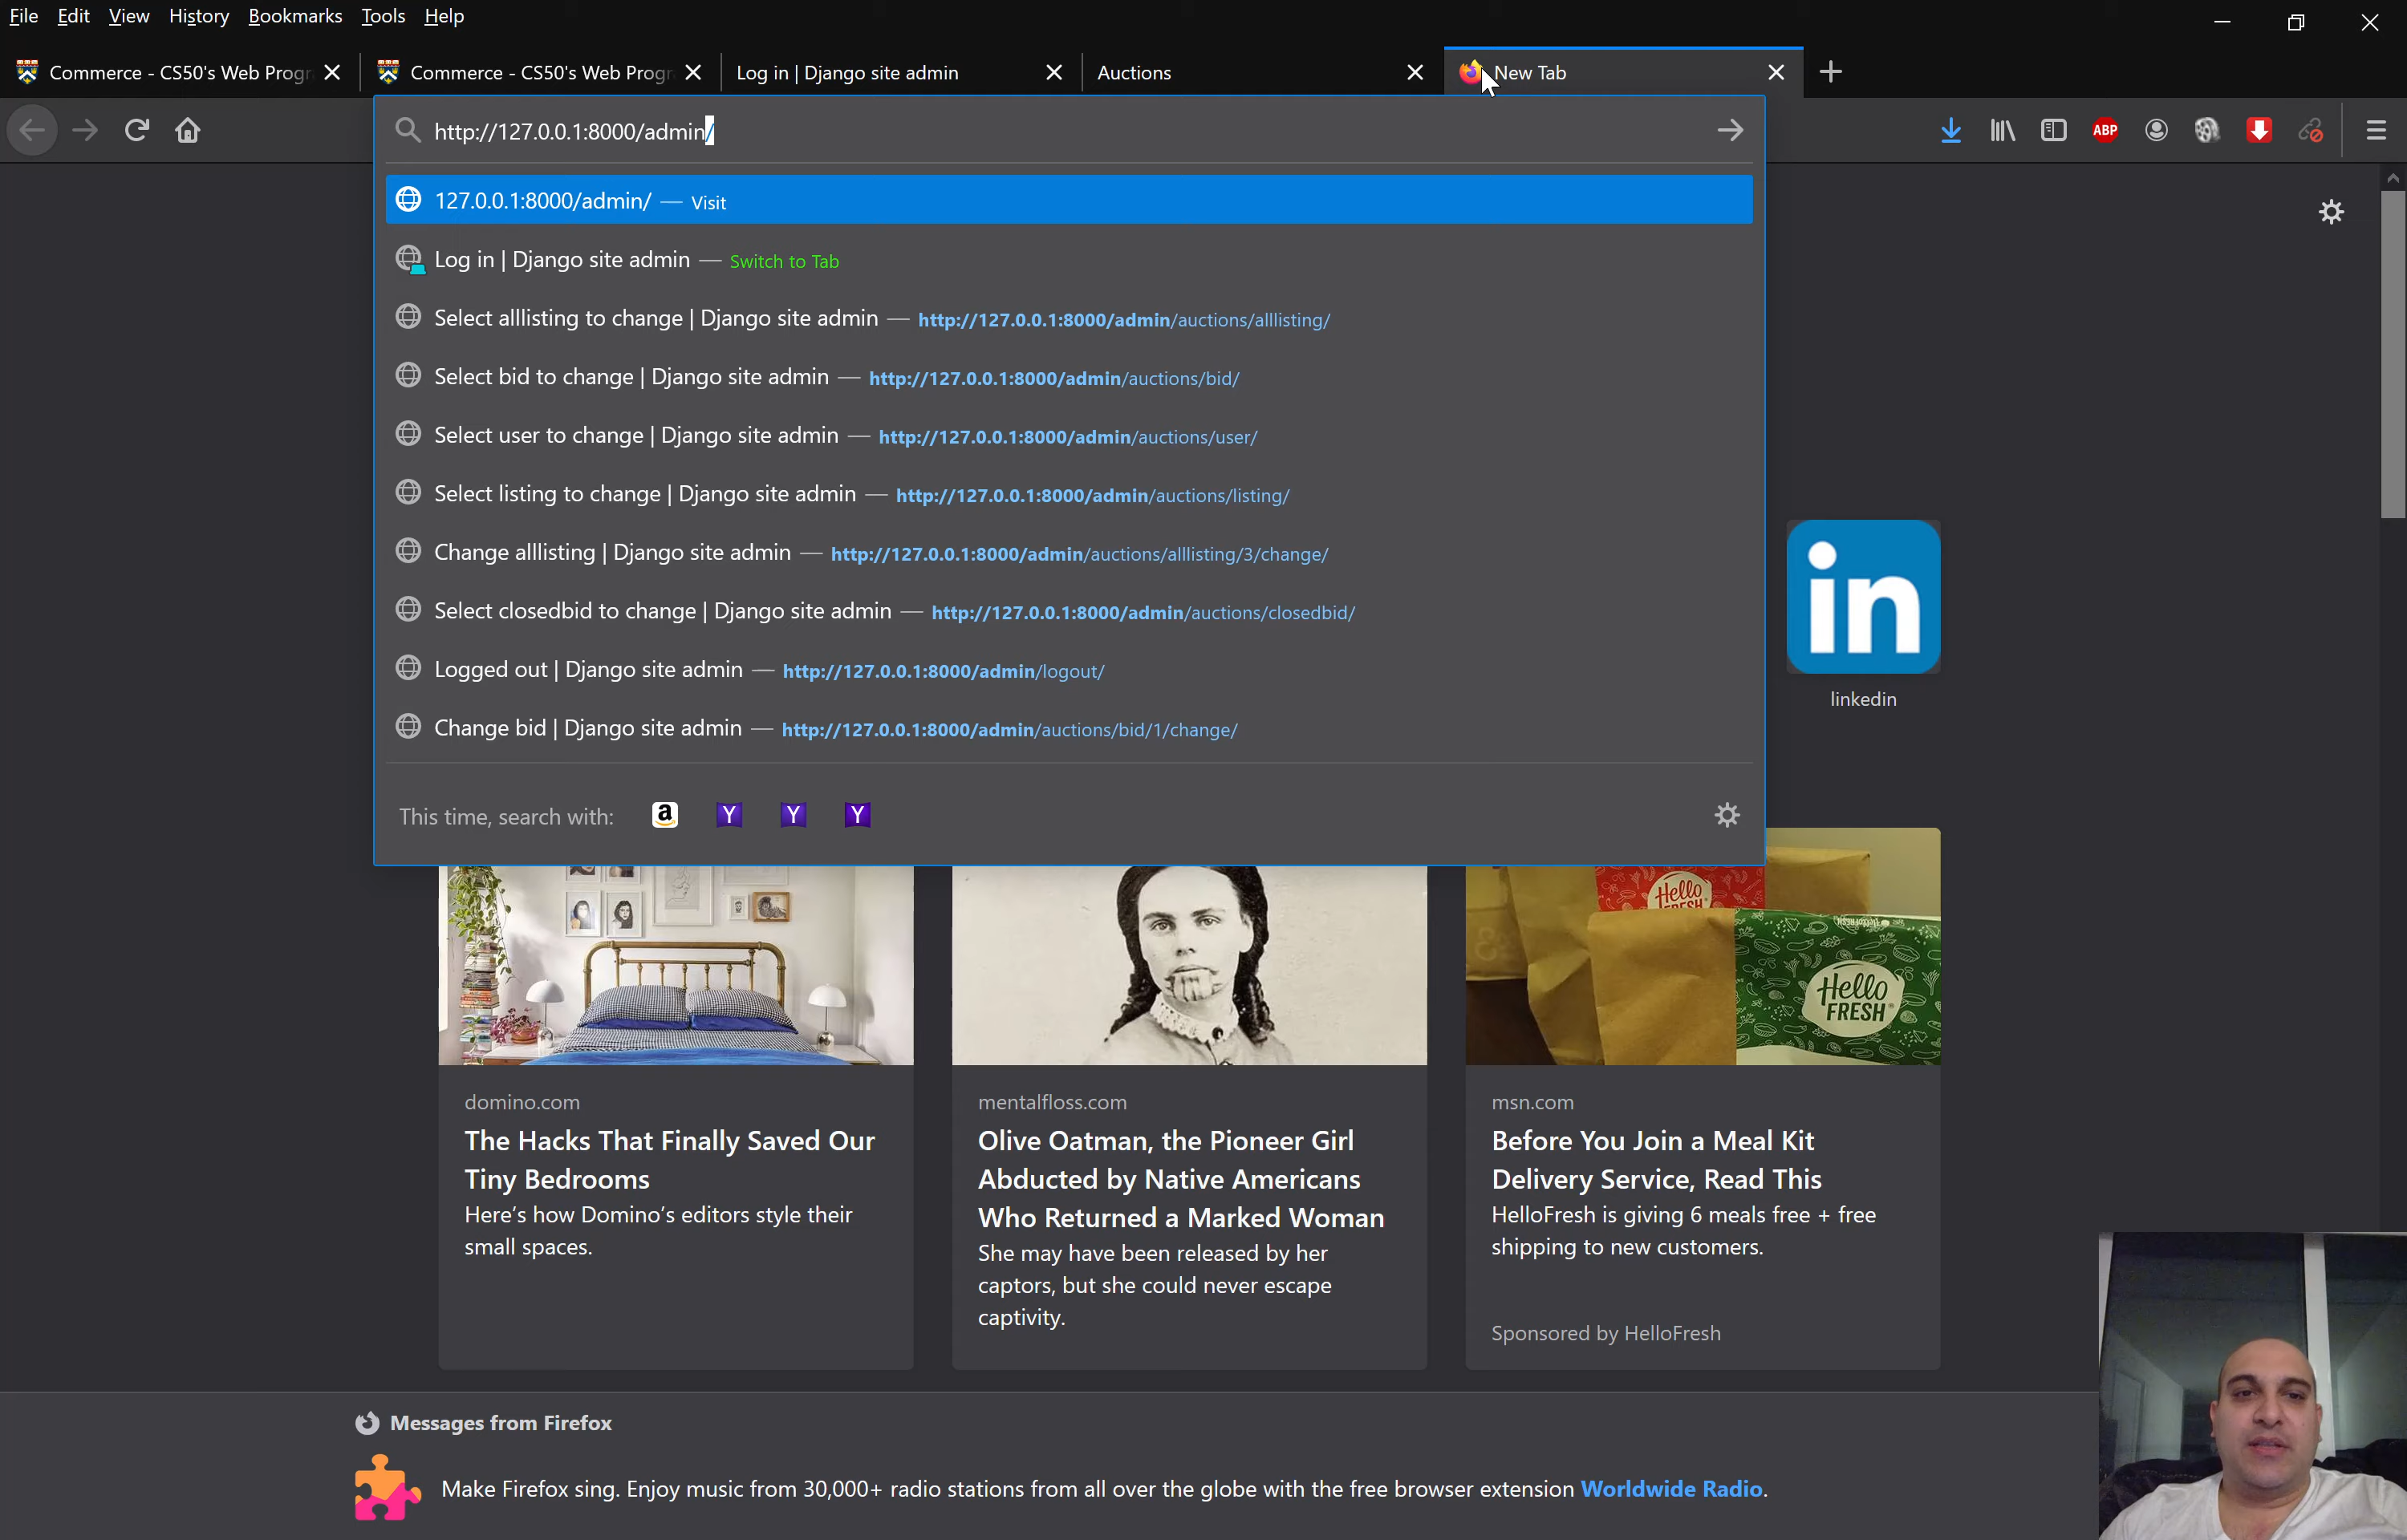 File Edit View History Bookmarks Tools Help
Commerce - CS50's Web Progr
Commerce - CS50's Web Progr
Log in | Django site admin
Auctions
New Tab
http://127.0.0.1:8000/admin/
ABP
127.0.0.1:8000/admin/ — Visit
Log in | Django site admin — Switch to Tab
Select alllisting to change | Django site admin — http://127.0.0.1:8000/admin/auctions/alllisting/
Select bid to change | Django site admin — http://127.0.0.1:8000/admin/auctions/bid/
Select user to change | Django site admin — http://127.0.0.1:8000/admin/auctions/user/
Select listing to change | Django site admin — http://127.0.0.1:8000/admin/auctions/listing/
Change alllisting | Django site admin — http://127.0.0.1:8000/admin/auctions/alllisting/3/change/
Select closedbid to change | Django site admin — http://127.0.0.1:8000/admin/auctions/closedbid/
Logged out | Django site admin — http://127.0.0.1:8000/admin/logout/
Change bid | Django site admin — http://127.0.0.1:8000/admin/auctions/bid/1/change/
in
linkedin
This time, search with: a Y Y Y
Hello
FRESH
Hello
FRESH
domino.com
The Hacks That Finally Saved Our
Tiny Bedrooms
Here's how Domino's editors style their
small spaces.
mentalfloss.com
Olive Oatman, the Pioneer Girl
Abducted by Native Americans
Who Returned a Marked Woman
She may have been released by her
captors, but she could never escape
captivity.
msn.com
Before You Join a Meal Kit
Delivery Service, Read This
HelloFresh is giving 6 meals free + free
shipping to new customers.
Sponsored by HelloFresh
Messages from Firefox
Make Firefox sing. Enjoy music from 30,000+ radio stations from all over the globe with the free browser extension Worldwide Radio.